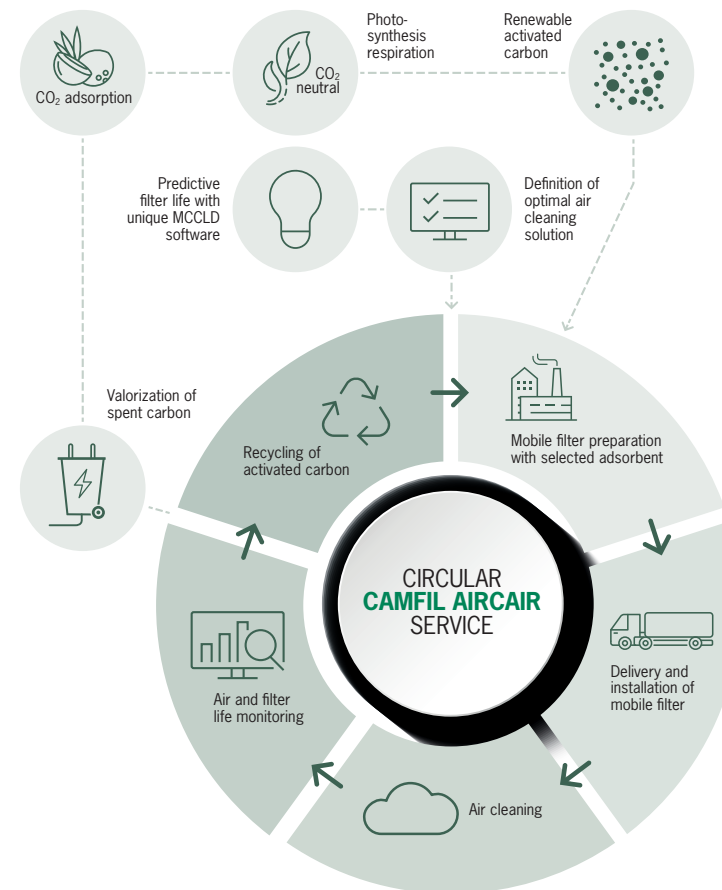 Photo-
synthesis
respiration
Renewable
activated
carbon
CO₂ adsorption
CO₂
neutral
Predictive
filter life with
unique MCCLD
software
Definition of
optimal air
cleaning
solution
Valorization of
spent carbon
Recycling of
activated carbon
Mobile filter preparation
with selected adsorbent
CIRCULAR
CAMFIL AIRCAIR
SERVICE
Delivery and
installation of
mobile filter
Air and filter
life monitoring
Air cleaning